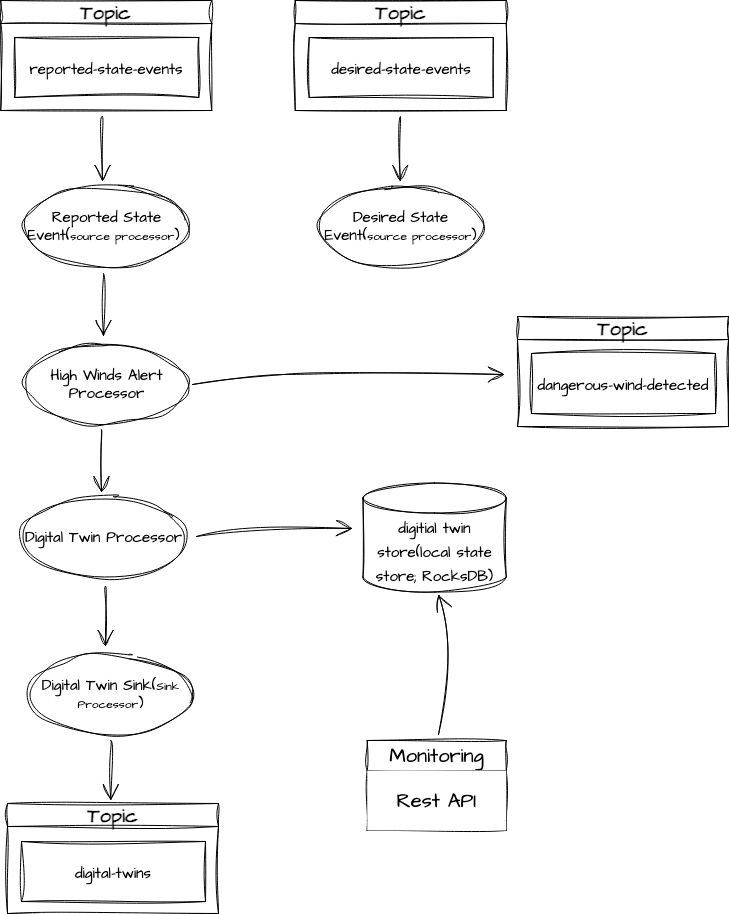 Topic
reported-state-events
Topic
desired-state-events
Reported State
Event(source processor)
Desired State
Event(source processor)
High Winds Alert
Processor
Topic
dangerous-wind-detected
Digital Twin Processor
digitial twin
store(local state
store; RocksDB)
Digital Twin Sink(Sink
Processor)
Monitoring
Rest API
Topic
digital-twins